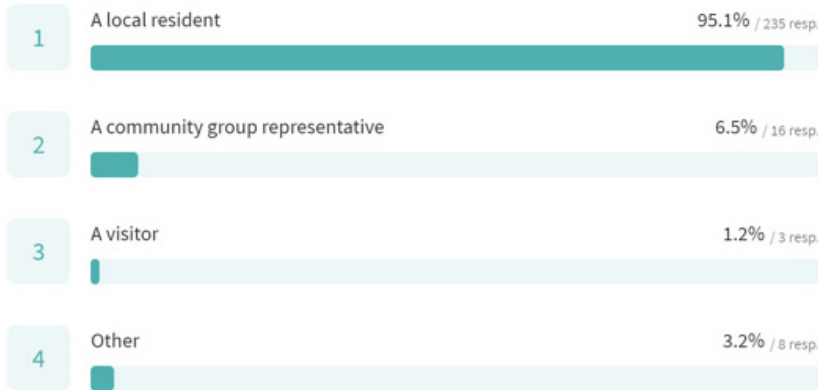 1 A local resident 95.1% / 235 resp.
2 A community group representative 6.5% / 16 resp.
3 A visitor 1.2% / 3 resp.
4 Other 3.2% / 8 resp.